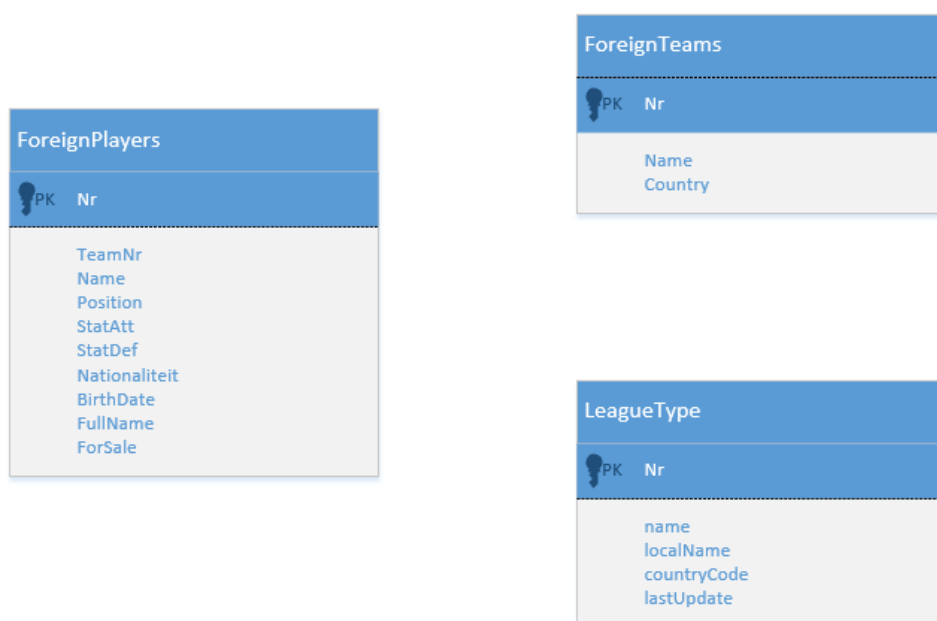 ForeignPlayers
PK Nr
TeamNr
Name
Position
StatAtt
StatDef
Nationaliteit
BirthDate
FullName
ForSale
ForeignTeams
PK Nr
Name
Country
LeagueType
PK Nr
name
localName
countryCode
lastUpdate